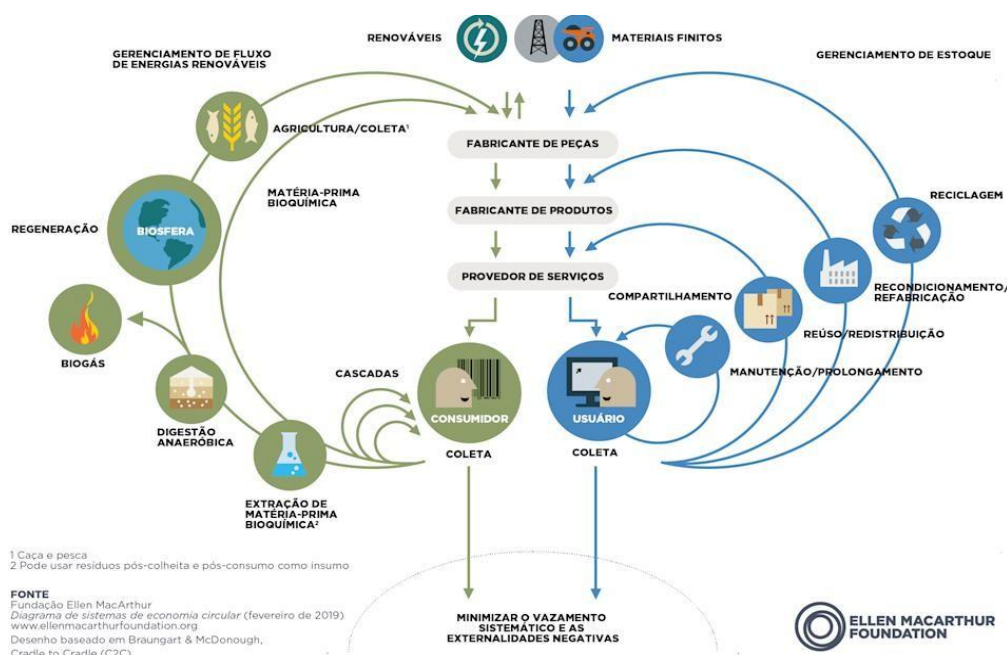 RENOVÁVEIS
MATERIAIS FINITOS
GERENCIAMENTO DE FLUXO
DE ENERGIAS RENOVÁVEIS
GERENCIAMENTO DE ESTOQUE
AGRICULTURA/COLETA¹
FABRICANTE DE PEÇAS
MATÉRIA-PRIMA
BIOQUÍMICA
RECICLAGEM
FABRICANTE DE PRODUTOS
REGENERAÇÃO
BIOSFERA
PROVEDOR DE SERVIÇOS
RECONDICIONAMENTO/
REFABRICAÇÃO
COMPARTILHAMENTO
REÚSO/REDISTRIBUIÇÃO
BIOGÁS
CASCADAS
MANUTENÇÃO/PROLONGAMENTO
CONSUMIDOR
USUÁRIO
DIGESTÃO
ANAERÓBICA
COLETA
COLETA
EXTRAÇÃO DE
MATÉRIA-PRIMA
BIOQUÍMICA²
1 Caça e pesca
2 Pode usar resíduos pós-colheita e pós-consumo como insumo
FONTE
Fundação Ellen MacArthur
Diagrama de sistemas de economia circular (fevereiro de 2019)
www.ellenmacarthurfoundation.org
Desenho baseado em Braungart & McDonough,
Cradle to Cradle (C2C)
MINIMIZAR O VAZAMENTO
SISTEMÁTICO E AS
EXTERNALIDADES NEGATIVAS
ELLEN MACARTHUR
FOUNDATION